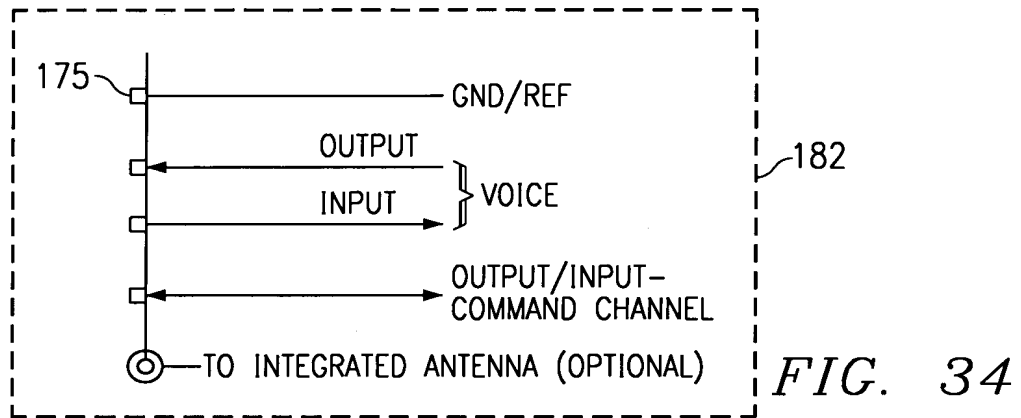 175
GND/REF
OUTPUT
182
VOICE
INPUT
OUTPUT/INPUT-
COMMAND CHANNEL
TO INTEGRATED ANTENNA (OPTIONAL)
FIG. 34